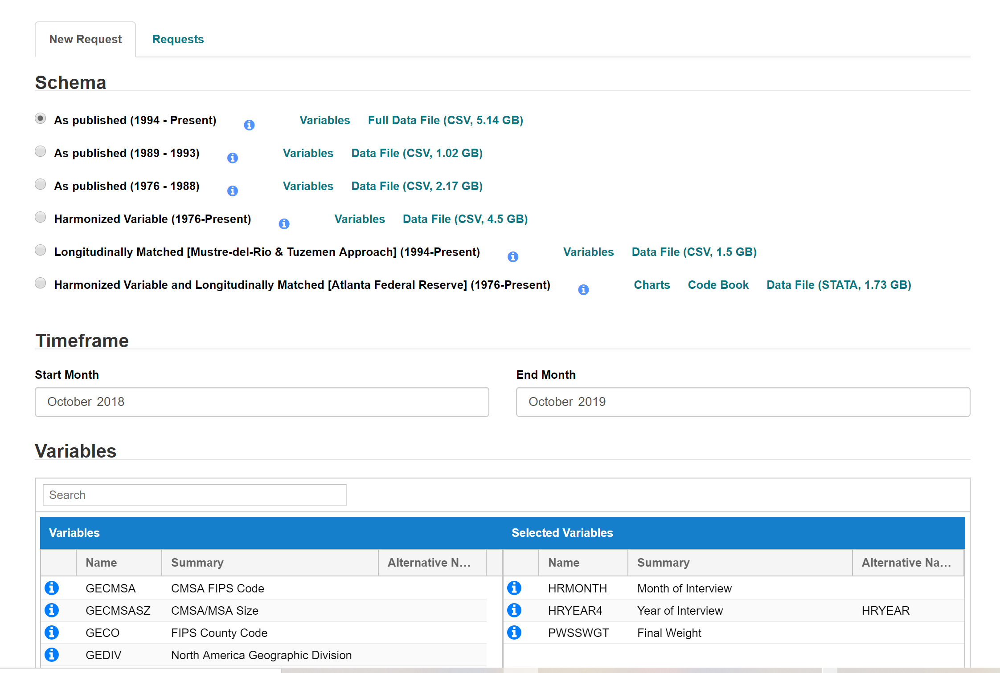 New Request Requests
Schema
As published (1994 - Present) Variables Full Data File (CSV, 5.14 GB)
As published (1989 - 1993) Variables Data File (CSV, 1.02 GB)
As published (1976 - 1988) Variables Data File (CSV, 2.17 GB)
Harmonized Variable (1976-Present) Variables Data File (CSV, 4.5 GB)
Longitudinally Matched [Mustre-del-Rio & Tuzemen Approach] (1994-Present) Variables Data File (CSV, 1.5 GB)
Harmonized Variable and Longitudinally Matched [Atlanta Federal Reserve] (1976-Present) Charts Code Book Data File (STATA, 1.73 GB)
Timeframe
Start Month End Month
October 2018 October 2019
Variables
Search
Variables Selected Variables
Name Summary Alternative N... Name Summary Alternative Na...
GECMSA CMSA FIPS Code HRMONTH Month of Interview
GECMSASZ CMSA/MSA Size HRYEAR4 Year of Interview HRYEAR
GECO FIPS County Code PWSSWGT Final Weight
GEDIV North America Geographic Division